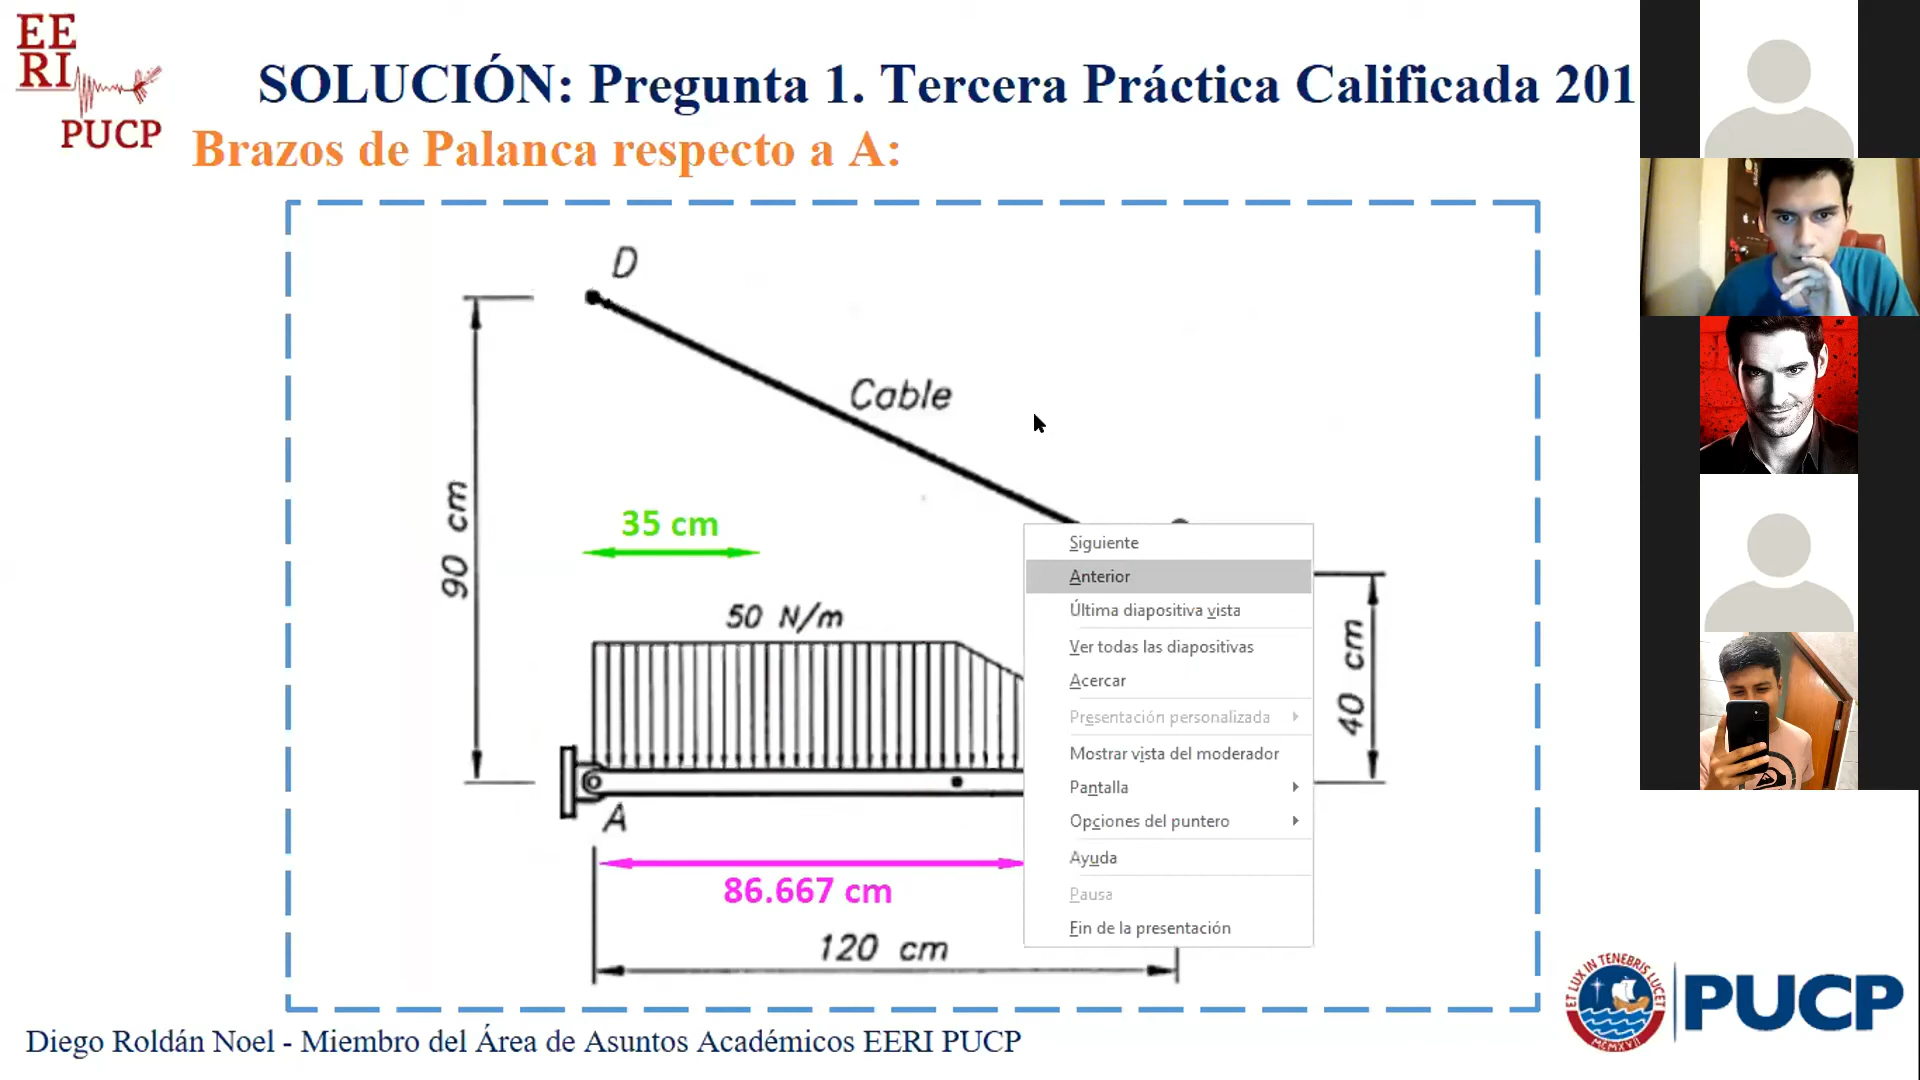 EE
RI
PUCP
SOLUCIÓN: Pregunta 1. Tercera Práctica Calificada 201
Brazos de Palanca respecto a A:
D
Cable
90 cm
35 cm
50 N/m
A
86.667 cm
120 cm
40 cm
Siguiente
Anterior
Última diapositiva vista
Ver todas las diapositivas
Acercar
Presentación personalizada
Mostrar vista del moderador
Pantalla
Opciones del puntero
Ayuda
Pausa
Fin de la presentación
ET LUX IN TENEBRIS LUCET
MCMXVII
PUCP
Diego Roldán Noel - Miembro del Área de Asuntos Académicos EERI PUCP